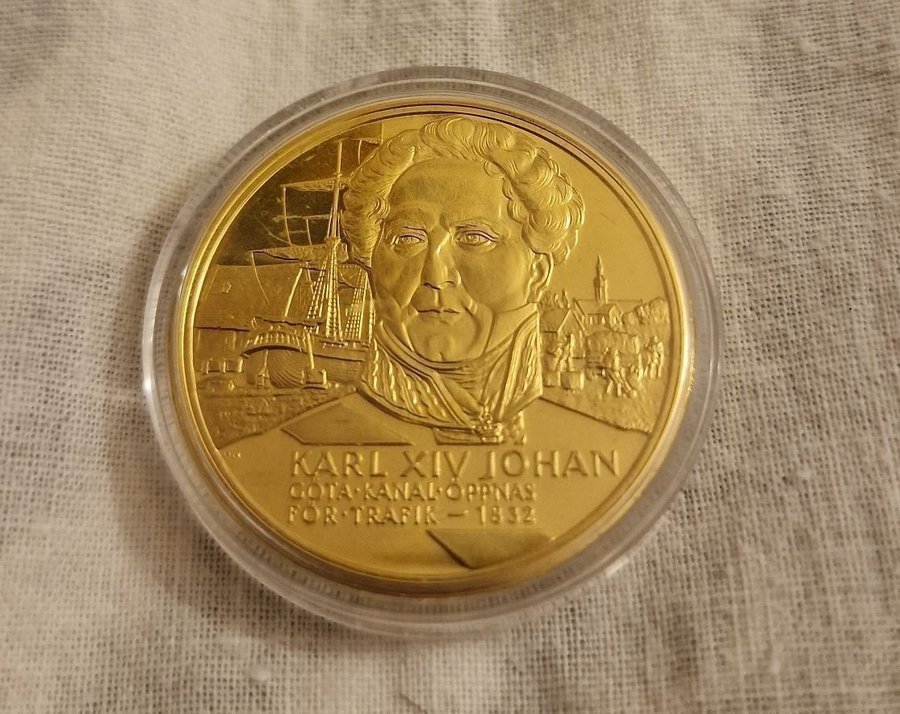 KARL XIV JOHAN
GÖTA·KANAL·ÖPPNAS
FÖR·TRAFIK — 1832